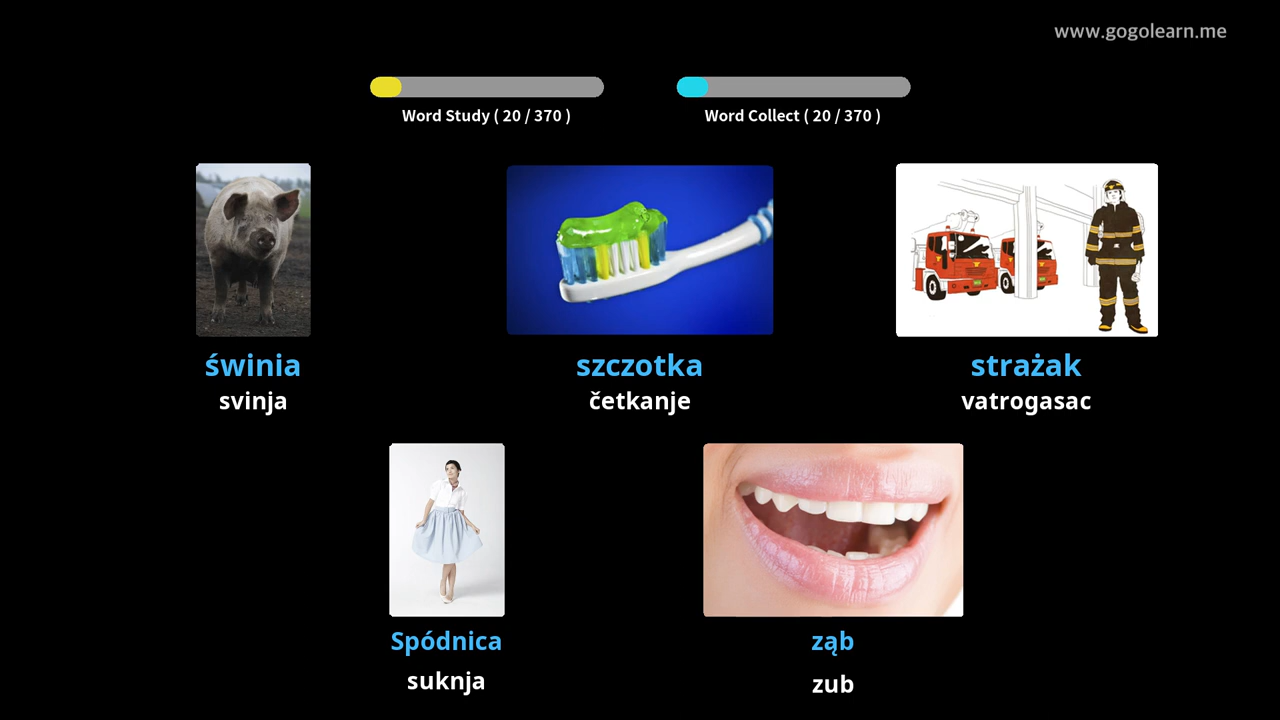 www.gogolearn.me
Word Study ( 20 / 370 )
Word Collect ( 20 / 370 )
świnia
svinja
szczotka
četkanje
strażak
vatrogasac
Spódnica
suknja
ząb
zub